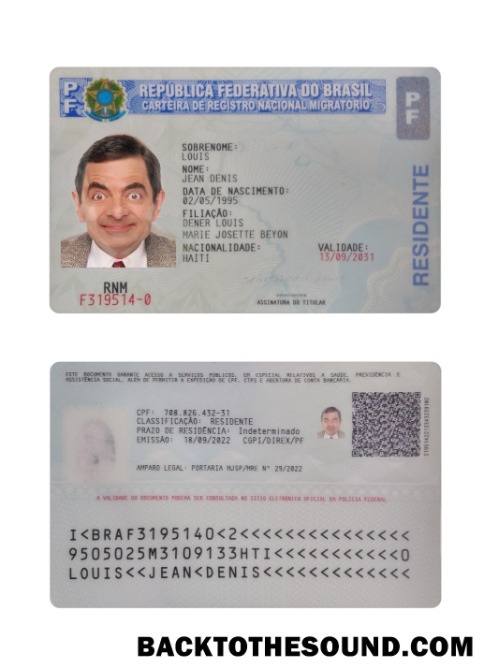 PF
REPÚBLICA FEDERATIVA DO BRASIL
CARTEIRA DE REGISTRO NACIONAL MIGRATÓRIO
PF
RESIDENTE
SOBRENOME:
LOUIS
NOME:
JEAN DENIS
DATA DE NASCIMENTO:
02/05/1995
FILIAÇÃO:
DENER LOUIS
MARIE JOSETTE BEYON
NACIONALIDADE:
HAITI
VALIDADE:
13/09/2031
RNM
F319514-0
ASSINATURA DO TITULAR
ESTE DOCUMENTO GARANTE ACESSO A SERVIÇOS PÚBLICOS, EM ESPECIAL RELATIVOS A SAÚDE, PREVIDÊNCIA E
ASSISTÊNCIA SOCIAL, ALÉM DE PERMITIR A EXPEDIÇÃO DE CPF, CTPS E ABERTURA DE CONTA BANCÁRIA.
CPF: 708.826.432-31
CLASSIFICAÇÃO: RESIDENTE
PRAZO DE RESIDÊNCIA: Indeterminado
EMISSÃO: 18/09/2022 CGPI/DIREX/PF
AMPARO LEGAL: PORTARIA MJSP/MRE Nº 29/2022
A VALIDADE DO DOCUMENTO PODERÁ SER CONSULTADA NO SÍTIO ELETRÔNICO OFICIAL DA POLÍCIA FEDERAL
I<BRAF3195140<2<<<<<<<<<<<<<<<
9505025M3109133HTI<<<<<<<<<<<0
LOUIS<<JEAN<DENIS<<<<<<<<<<<<<
BACKTOTHESOUND.COM